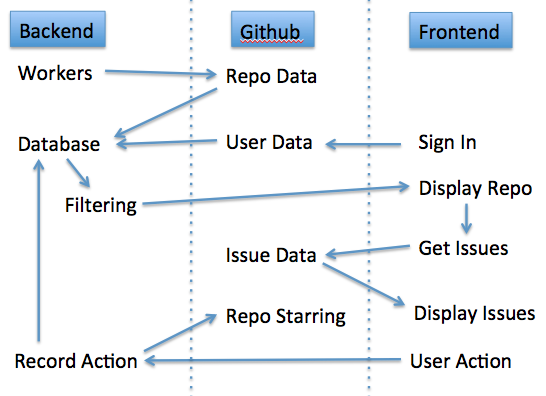 Backend
Github
Frontend
Workers
Repo Data
Database
User Data
Sign In
Filtering
Display Repo
Issue Data
Get Issues
Repo Starring
Display Issues
Record Action
User Action